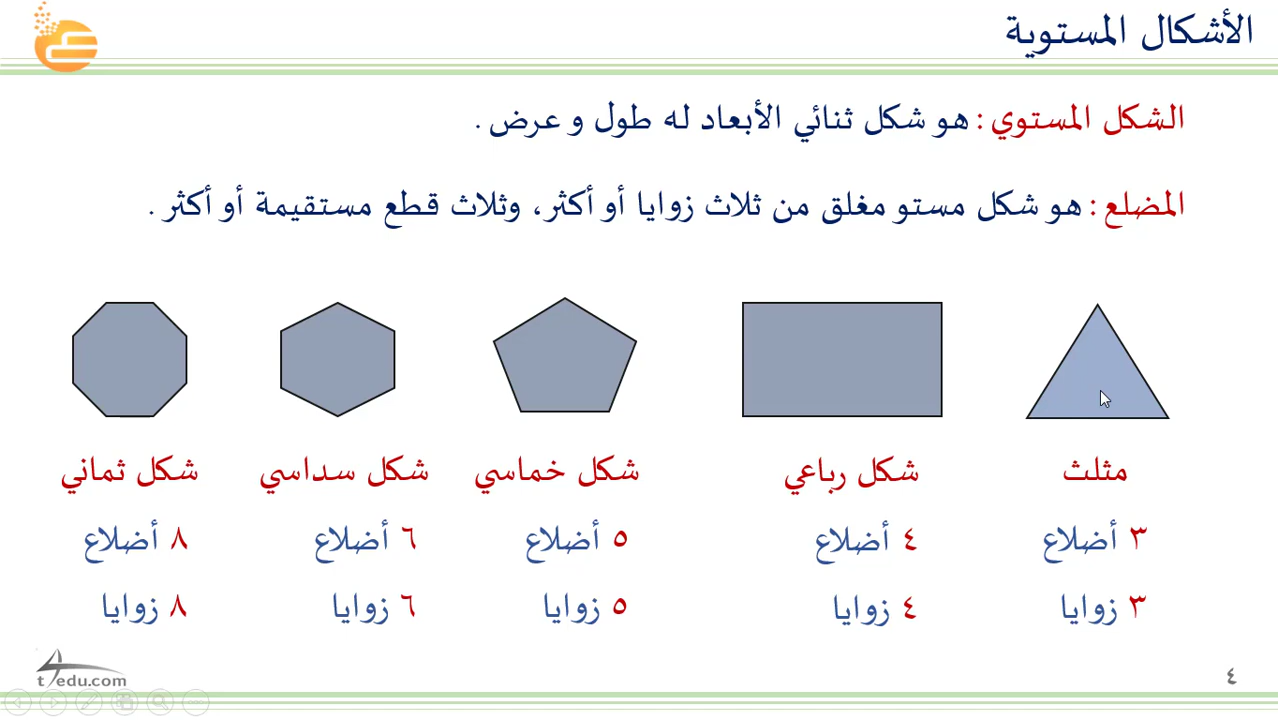 الأشكال المستوية
الشكل المستوي : هو شكل ثنائي الأبعاد له طول و عرض .
المضلع : هو شكل مستو مغلق من ثلاث زوايا أو أكثر، وثلاث قطع مستقيمة أو أكثر .
مثلث شكل رباعي شكل خماسي شكل سداسي شكل ثماني
٣ أضلاع ٤ أضلاع ٥ أضلاع ٦ أضلاع ٨ أضلاع
٣ زوايا ٤ زوايا ٥ زوايا ٦ زوايا ٨ زوايا
t4edu.com
٤